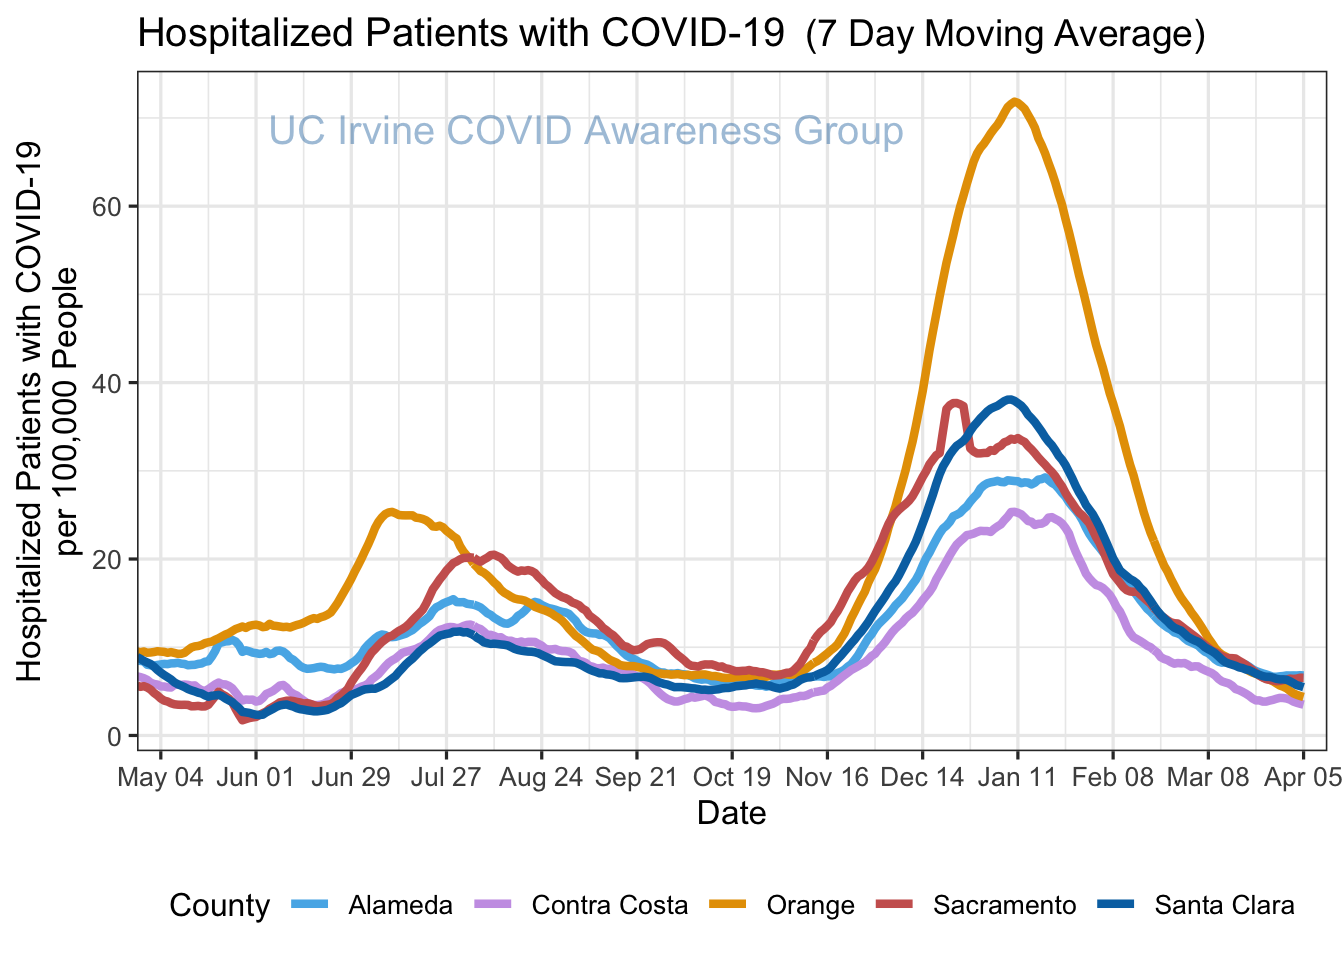 Hospitalized Patients with COVID-19 (7 Day Moving Average)
UC Irvine COVID Awareness Group
Hospitalized Patients with COVID-19
per 100,000 People
60
40
20
0
May 04 Jun 01 Jun 29 Jul 27 Aug 24 Sep 21 Oct 19 Nov 16 Dec 14 Jan 11 Feb 08 Mar 08 Apr 05
Date
County Alameda Contra Costa Orange Sacramento Santa Clara